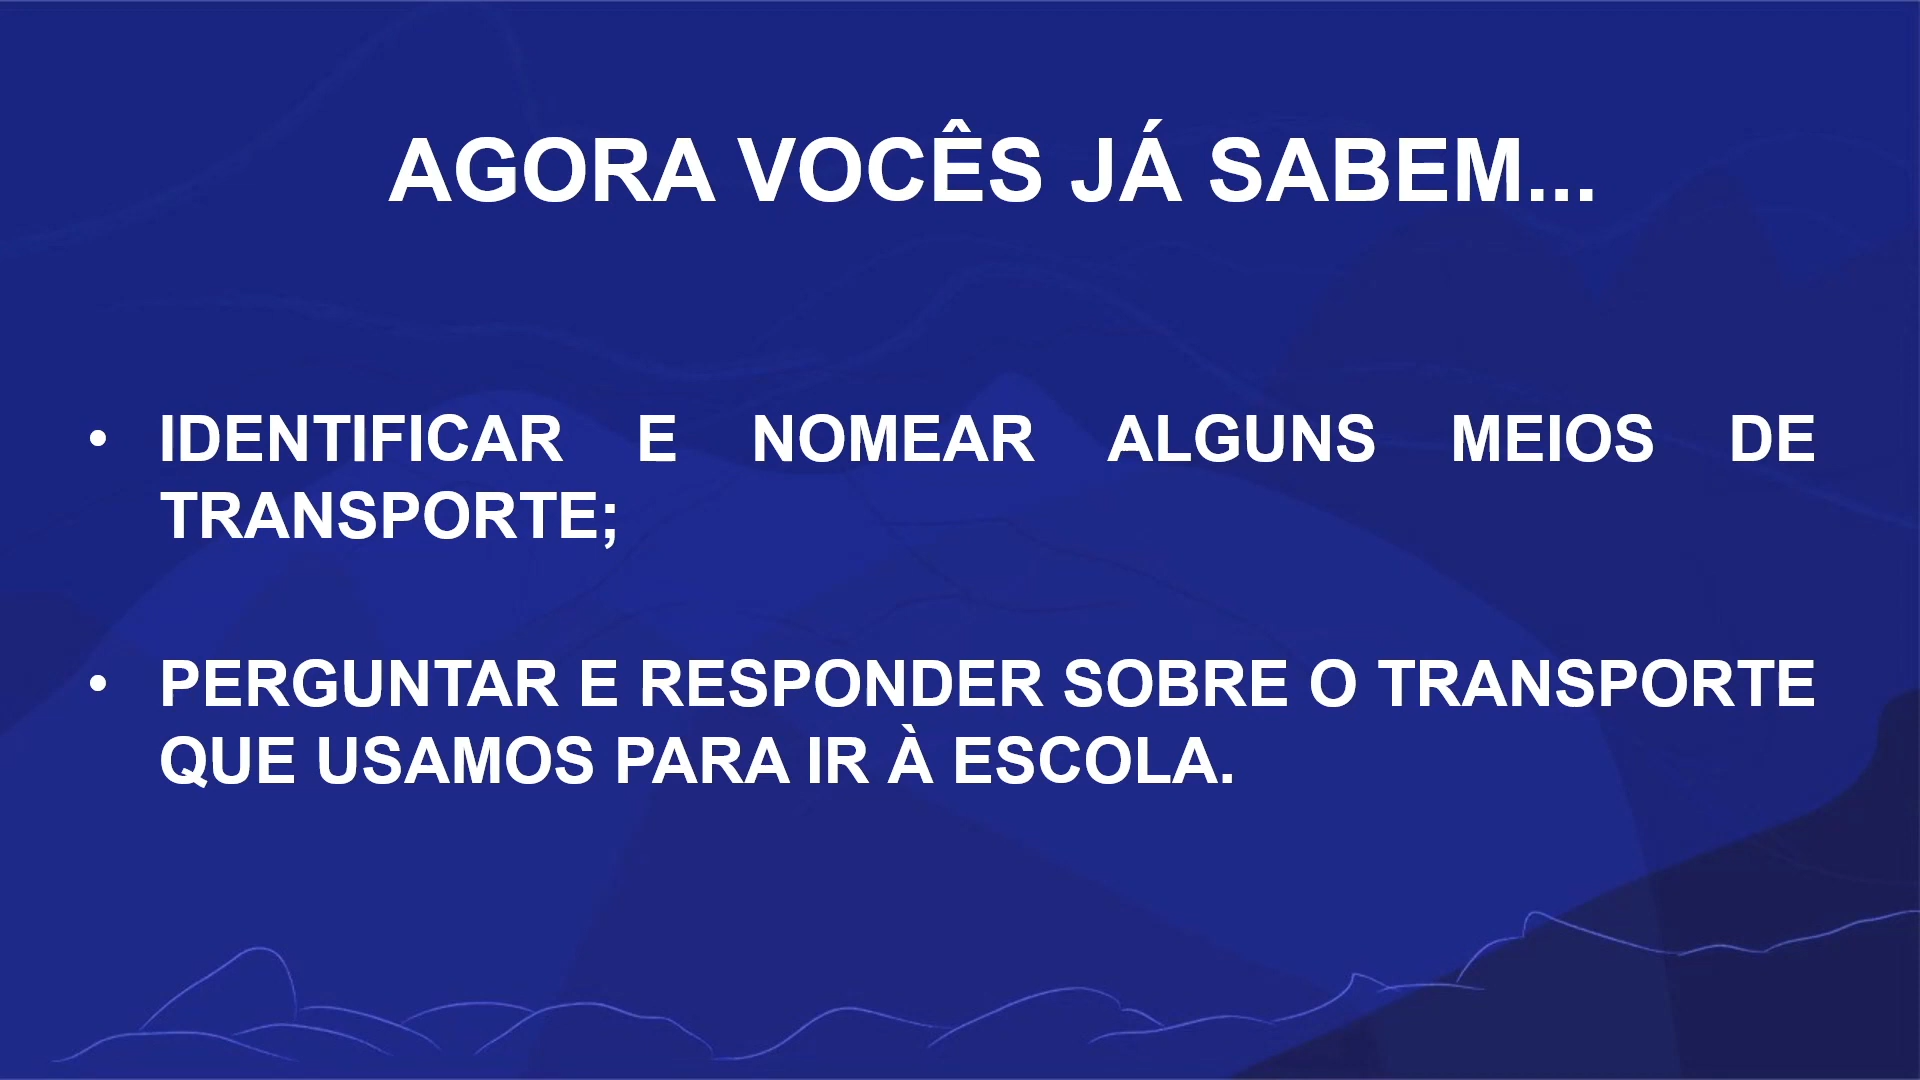 AGORA VOCÊS JÁ SABEM...
• IDENTIFICAR E NOMEAR ALGUNS MEIOS DE
TRANSPORTE;
• PERGUNTAR E RESPONDER SOBRE O TRANSPORTE
QUE USAMOS PARA IR À ESCOLA.